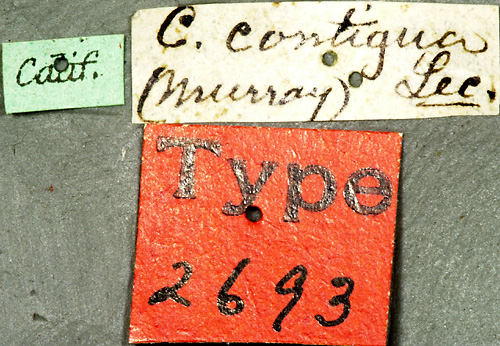 Calif.
C. contigua
(Murray) Lec.
Type
2693